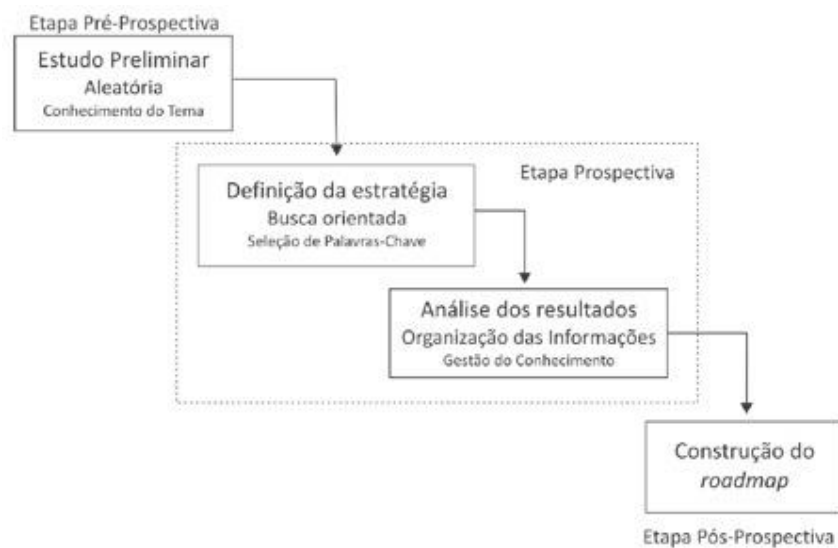 Etapa Pré-Prospectiva
Estudo Preliminar
Aleatória
Conhecimento do Tema
Etapa Prospectiva
Definição da estratégia
Busca orientada
Seleção de Palavras-Chave
Análise dos resultados
Organização das Informações
Gestão do Conhecimento
Construção do
roadmap
Etapa Pós-Prospectiva